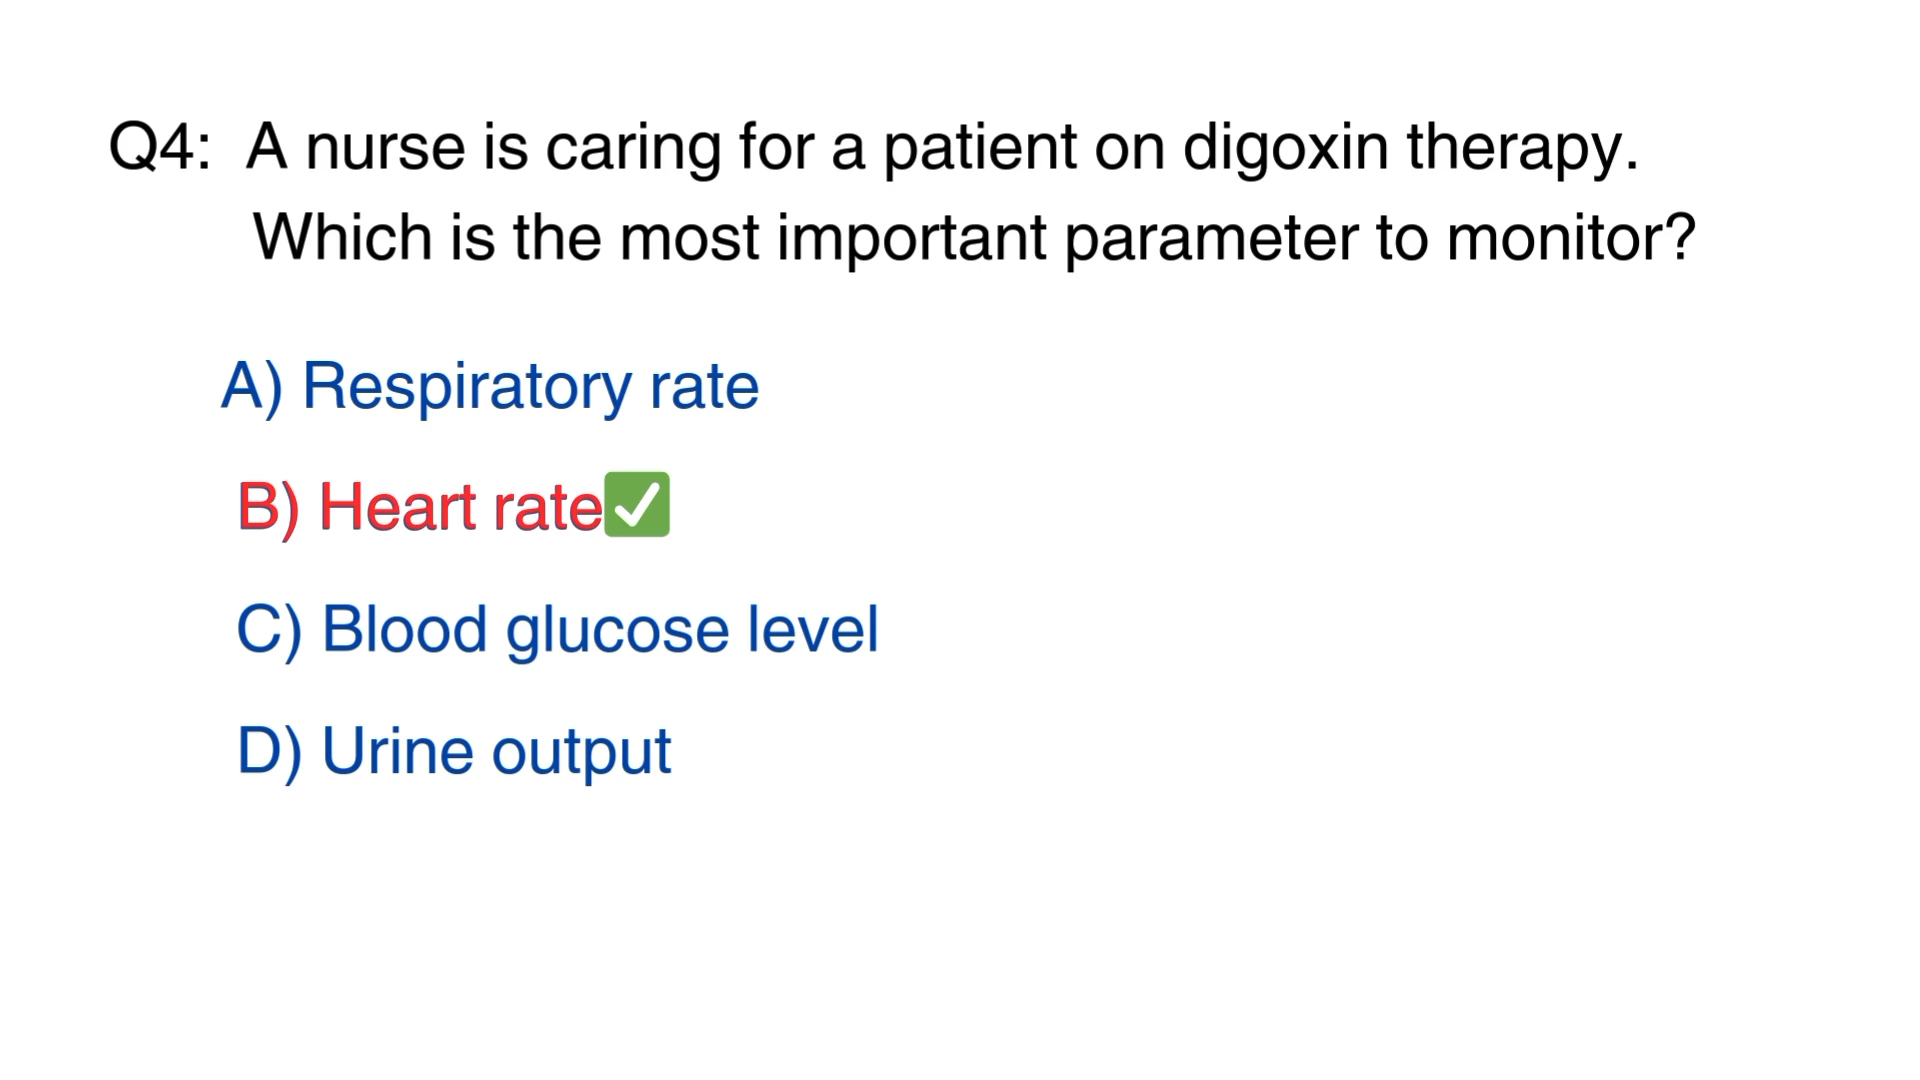 Q4: A nurse is caring for a patient on digoxin therapy.
Which is the most important parameter to monitor?
A) Respiratory rate
B) Heart rate✅
C) Blood glucose level
D) Urine output